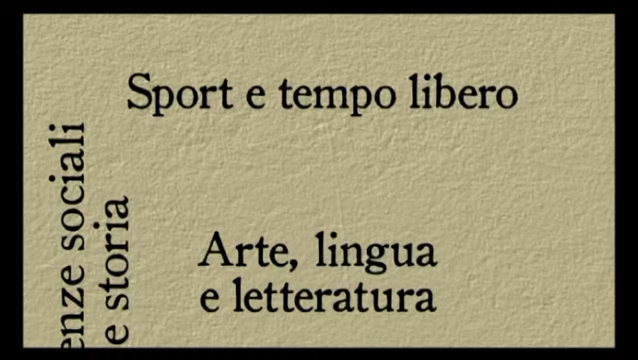 Sport e tempo libero
enze sociali
e storia
Arte, lingua
e letteratura